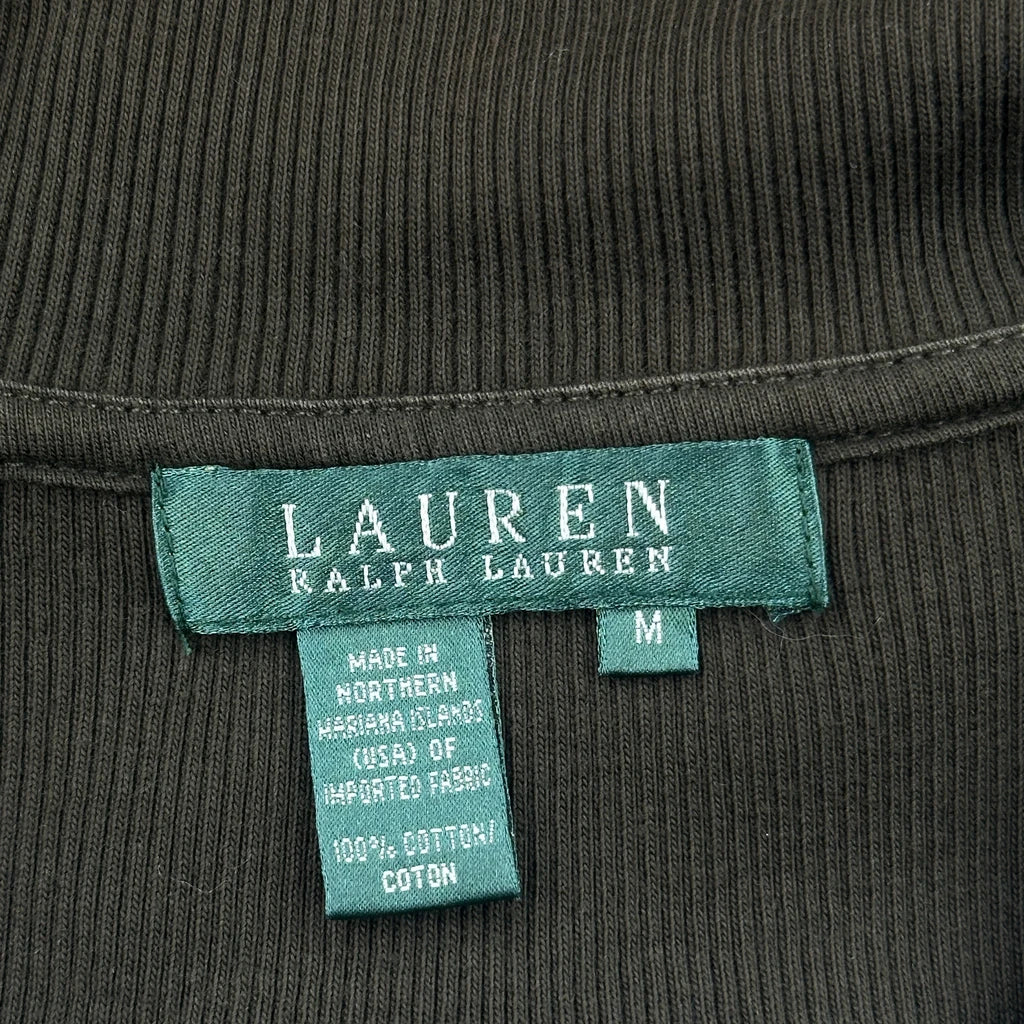 LAUREN
RALPH LAUREN
M
MADE IN
NORTHERN
MARIANA ISLANDS
(USA) OF
IMPORTED FABRIC
100% COTTON/
COTON